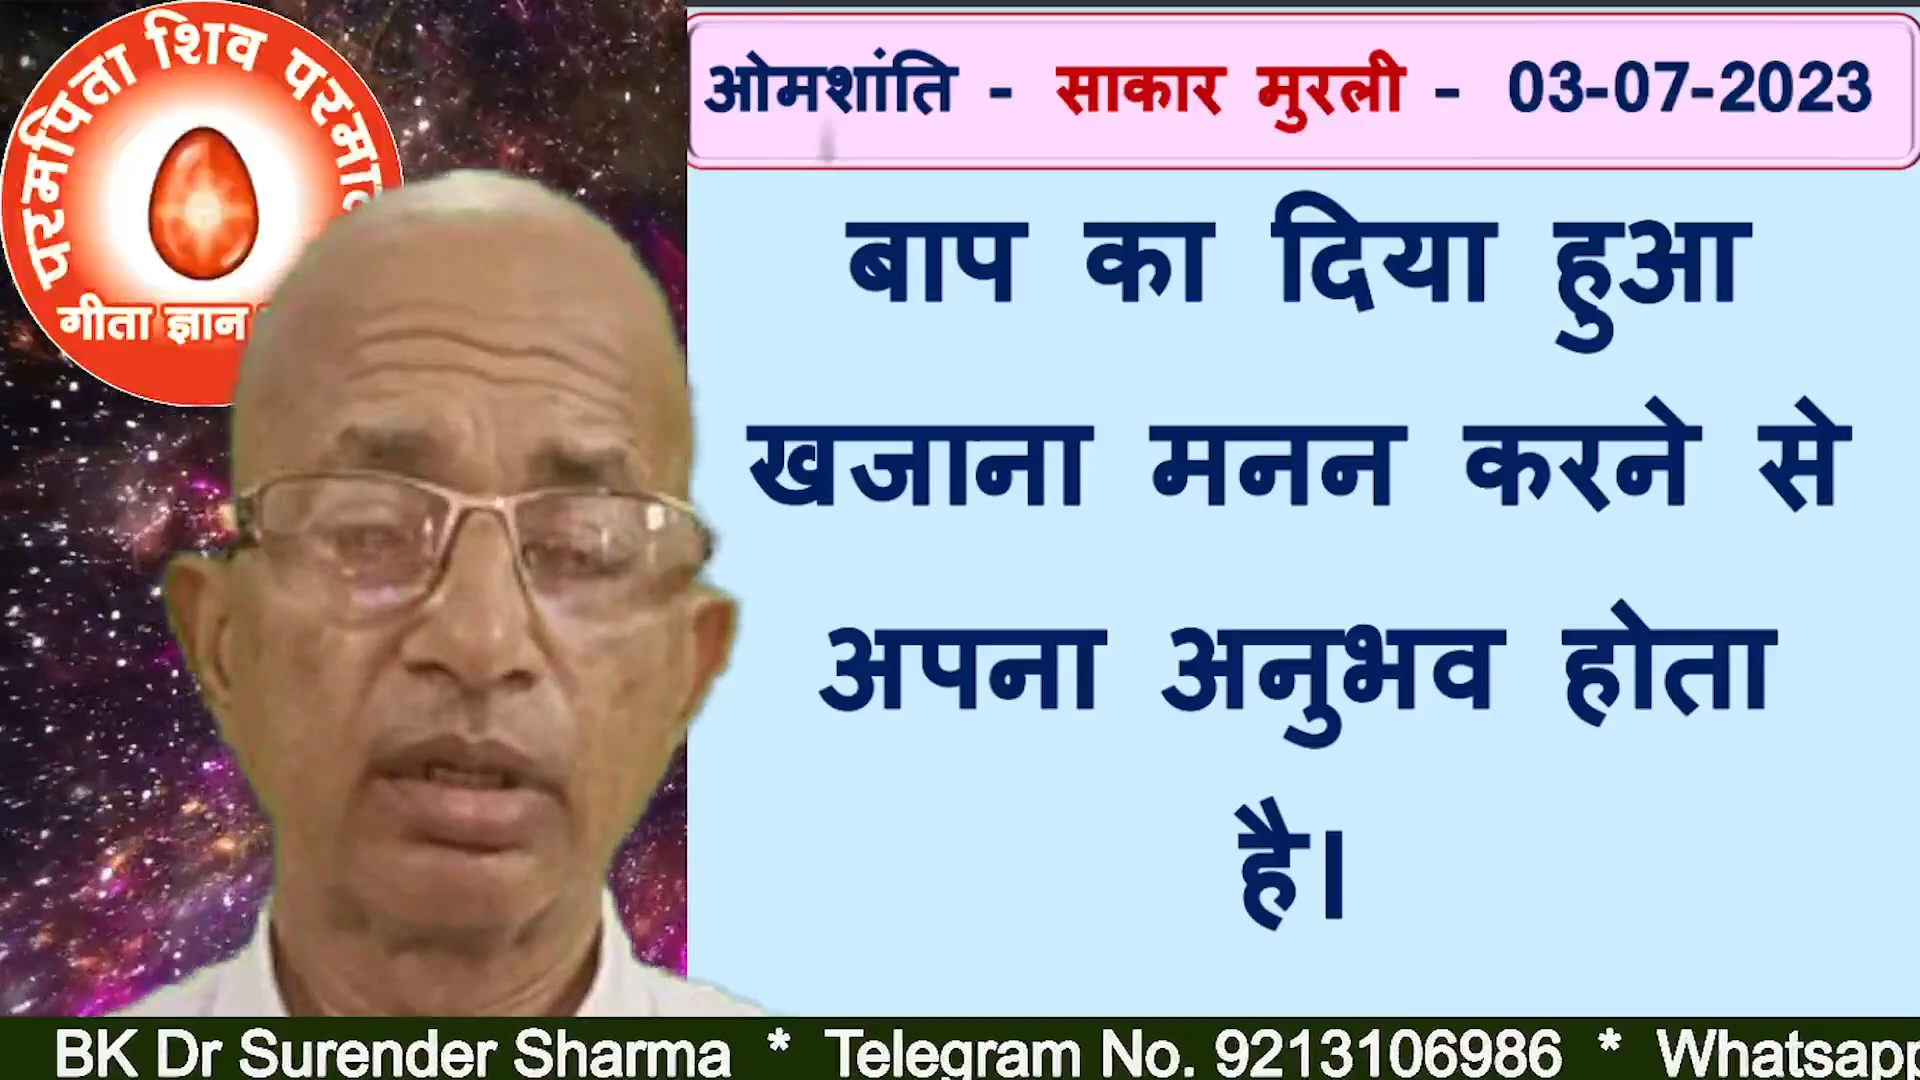 परमपिता शिव
गीता ज्ञान
ओमशांति - साकार मुरली - 03-07-2023
बाप का दिया हुआ
खजाना मनन करने से
अपना अनुभव होता
है।
BK Dr Surender Sharma * Telegram No. 9213106986 * Whatsapp